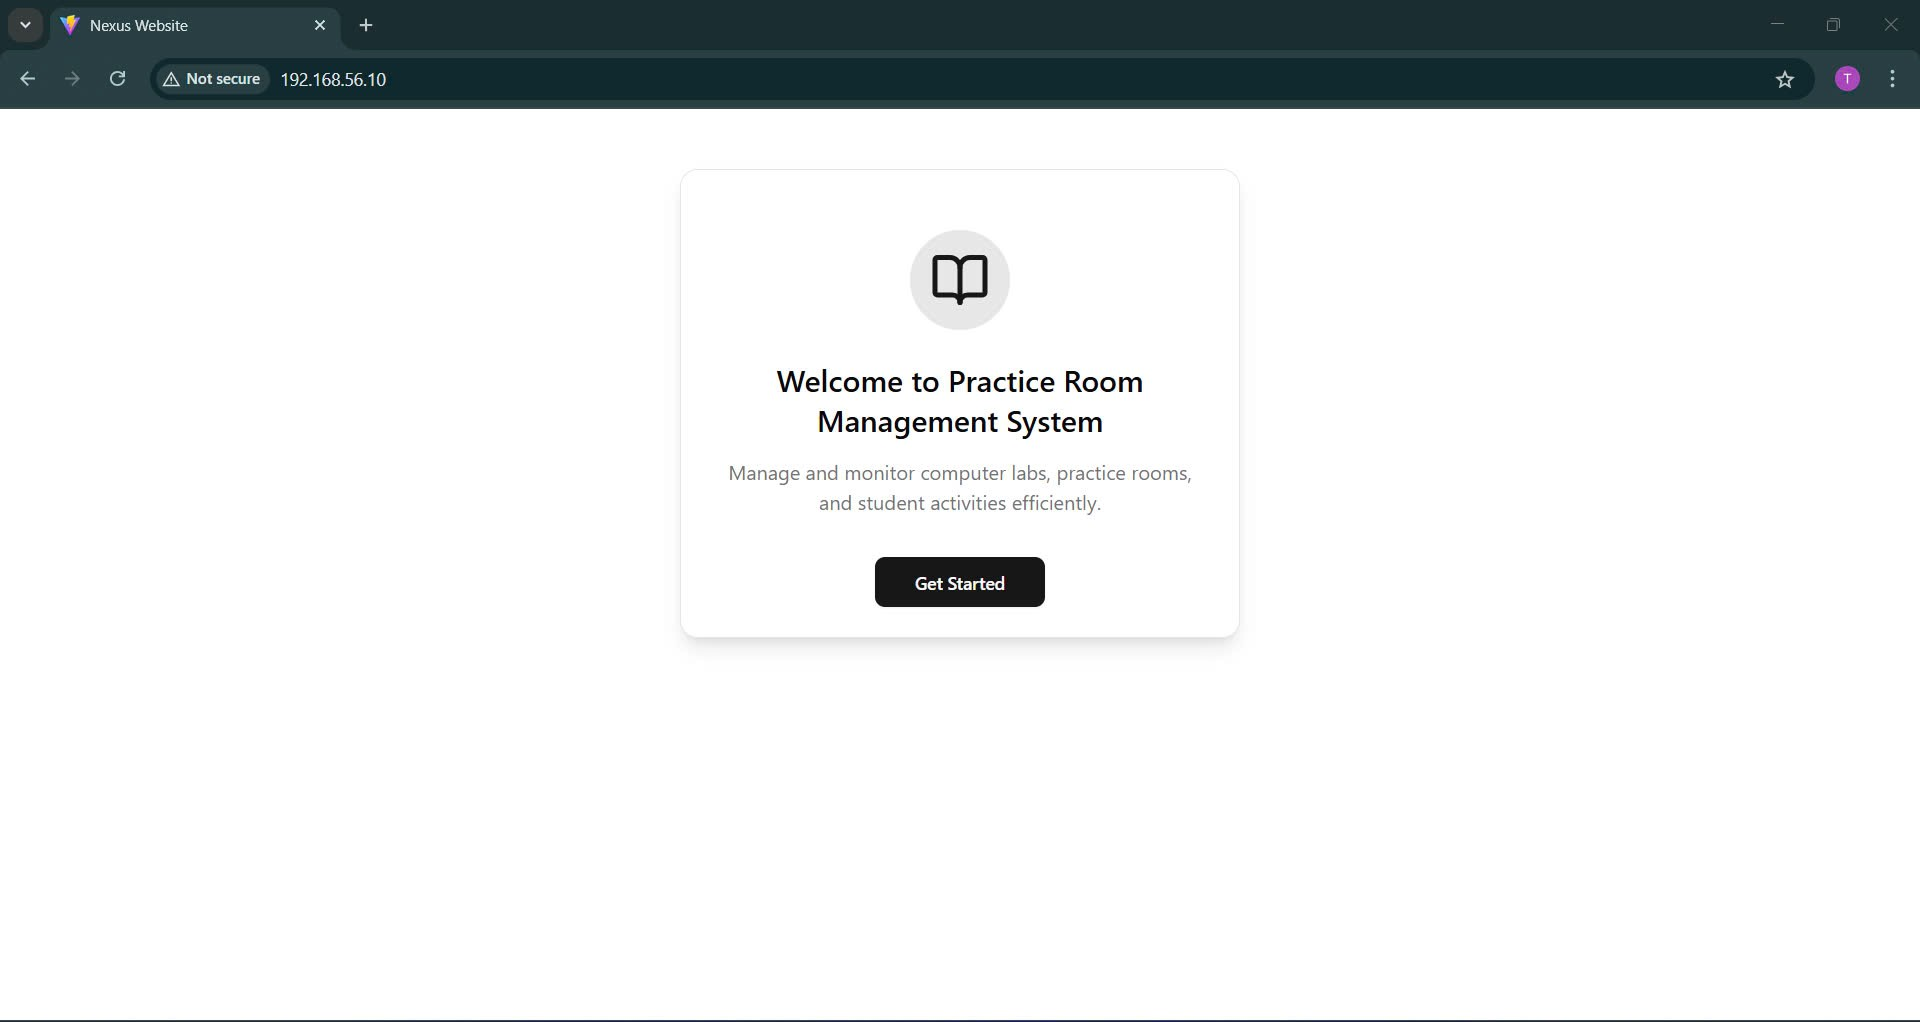 Nexus Website
Not secure 192.168.56.10
T
Welcome to Practice Room
Management System
Manage and monitor computer labs, practice rooms,
and student activities efficiently.
Get Started